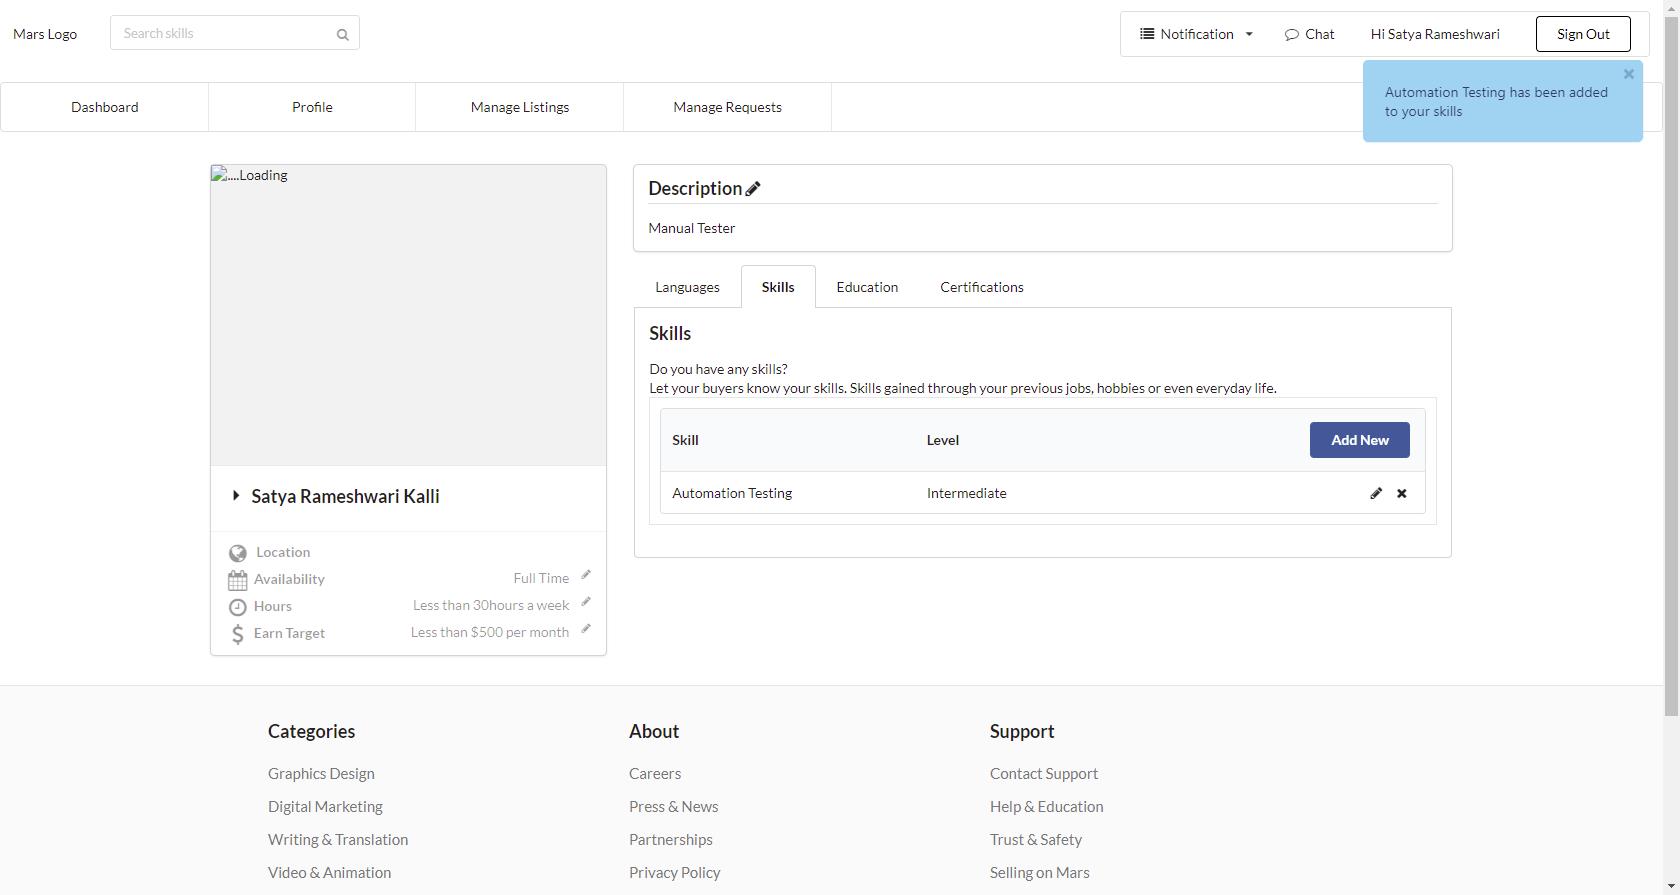 Mars Logo
Search skills
Notification
Chat
Hi Satya Rameshwari
Sign Out
Automation Testing has been added
to your skills
Dashboard
Profile
Manage Listings
Manage Requests
....Loading
Satya Rameshwari Kalli
Location
Availability
Full Time
Hours
Less than 30hours a week
Earn Target
Less than $500 per month
Description
Manual Tester
Languages
Skills
Education
Certifications
Skills
Do you have any skills?
Let your buyers know your skills. Skills gained through your previous jobs, hobbies or even everyday life.
Skill
Level
Add New
Automation Testing
Intermediate
Categories
Graphics Design
Digital Marketing
Writing & Translation
Video & Animation
About
Careers
Press & News
Partnerships
Privacy Policy
Support
Contact Support
Help & Education
Trust & Safety
Selling on Mars